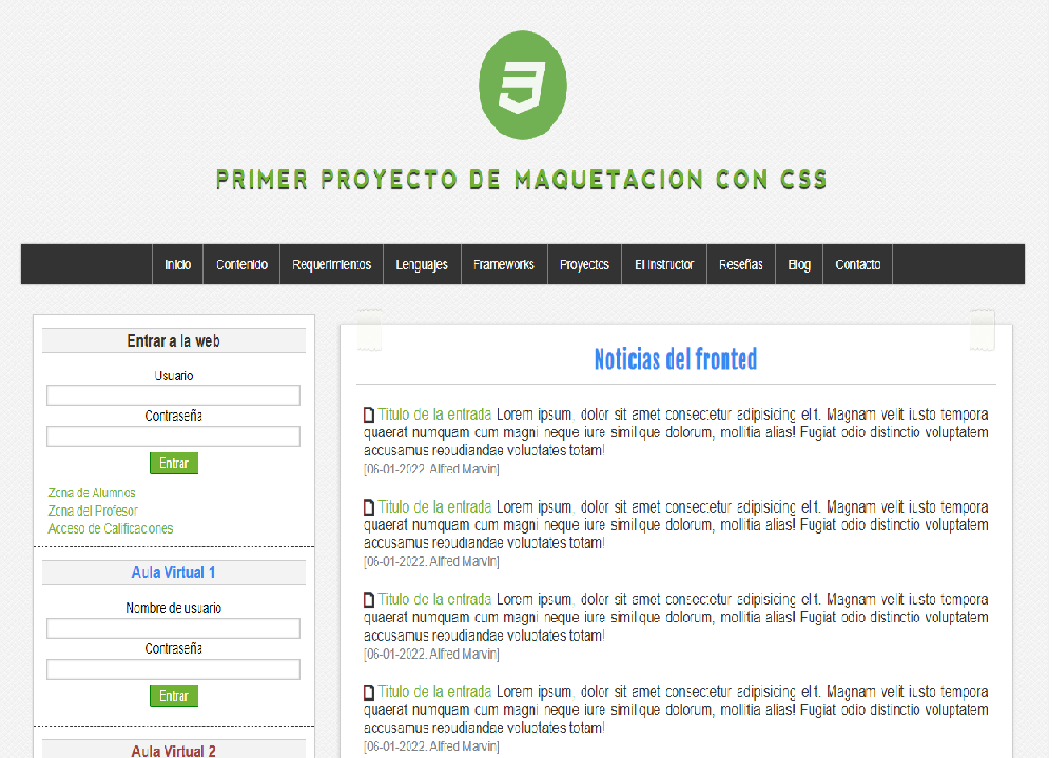 PRIMER PROYECTO DE MAQUETACION CON CSS
Inicio Contenido Requerimientos Lenguajes Frameworks Proyectos El Instructor Reseñas Blog Contacto
Entrar a la web
Usuario
Contraseña
Entrar
Zona de Alumnos
Zona del Profesor
Acceso de Calificaciones
Aula Virtual 1
Nombre de usuario
Contraseña
Entrar
Aula Virtual 2
Noticias del fronted
Titulo de la entrada Lorem ipsum, dolor sit amet consectetur adipisicing elit. Magnam velit iusto tempora
quaerat numquam cum magni neque iure similique dolorum, mollitia alias! Fugiat odio distinctio voluptatem
accusamus repudiandae voluptates totam!
[06-01-2022. Alfred Marvin]
Titulo de la entrada Lorem ipsum, dolor sit amet consectetur adipisicing elit. Magnam velit iusto tempora
quaerat numquam cum magni neque iure similique dolorum, mollitia alias! Fugiat odio distinctio voluptatem
accusamus repudiandae voluptates totam!
[06-01-2022. Alfred Marvin]
Titulo de la entrada Lorem ipsum, dolor sit amet consectetur adipisicing elit. Magnam velit iusto tempora
quaerat numquam cum magni neque iure similique dolorum, mollitia alias! Fugiat odio distinctio voluptatem
accusamus repudiandae voluptates totam!
[06-01-2022. Alfred Marvin]
Titulo de la entrada Lorem ipsum, dolor sit amet consectetur adipisicing elit. Magnam velit iusto tempora
quaerat numquam cum magni neque iure similique dolorum, mollitia alias! Fugiat odio distinctio voluptatem
accusamus repudiandae voluptates totam!
[06-01-2022. Alfred Marvin]